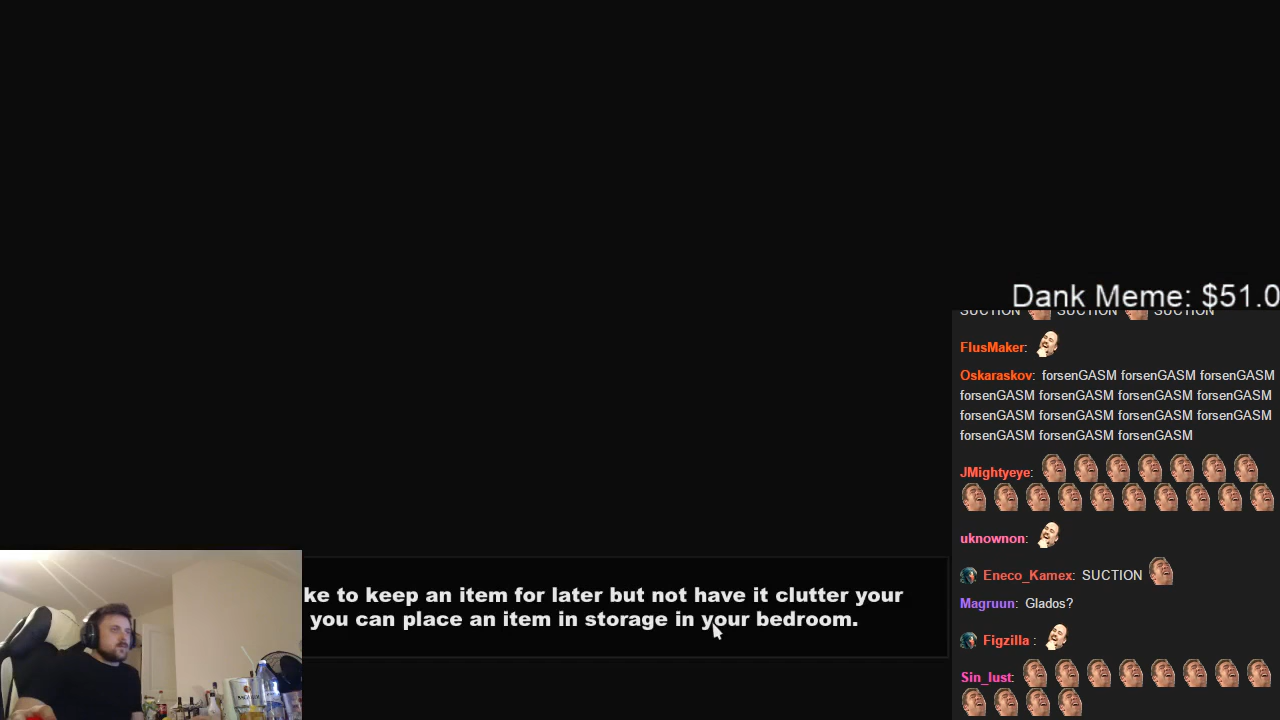 Dank Meme: $51.0
SUCTION SUCTION SUCTION
FlusMaker:
Oskaraskov: forsenGASM forsenGASM forsenGASM
forsenGASM forsenGASM forsenGASM forsenGASM
forsenGASM forsenGASM forsenGASM forsenGASM
forsenGASM forsenGASM forsenGASM
JMightyeye:
uknownon:
Eneco_Kamex: SUCTION
Magruun: Glados?
Figzilla :
Sin_lust:
ke to keep an item for later but not have it clutter your
you can place an item in storage in your bedroom.